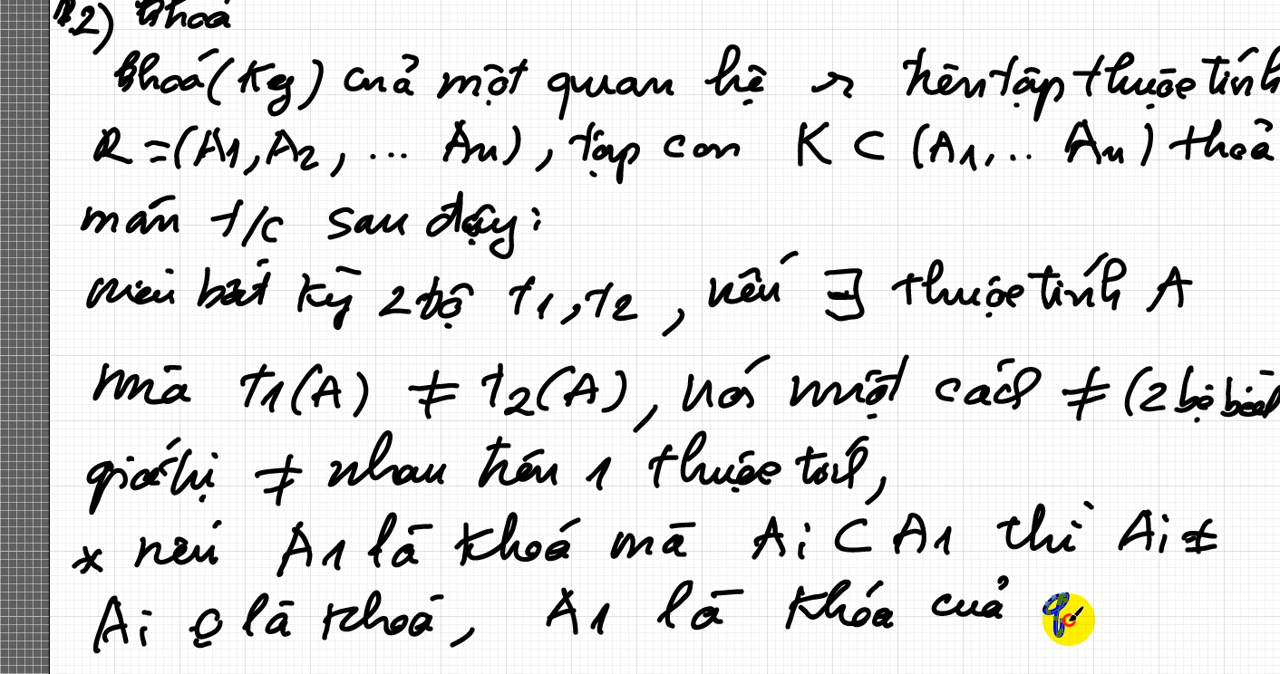 1.2) Khoá
Khoá (Key) của một quan hệ r trên tập thuộc tính
R = (A1, A2, ... An), tập con K ⊂ (A1, .. An) thoả
mãn t/c sau đây:
với bất kỳ 2 bộ t1, t2, nếu ∃ thuộc tính A
mà t1(A) ≠ t2(A), nói một cách ≠ (2 bộ bất
giá trị ≠ nhau trên 1 thuộc tính,
* nếu A1 là khoá mà Ai ⊂ A1 thì Ai
Ai là khoá, A1 là khóa của